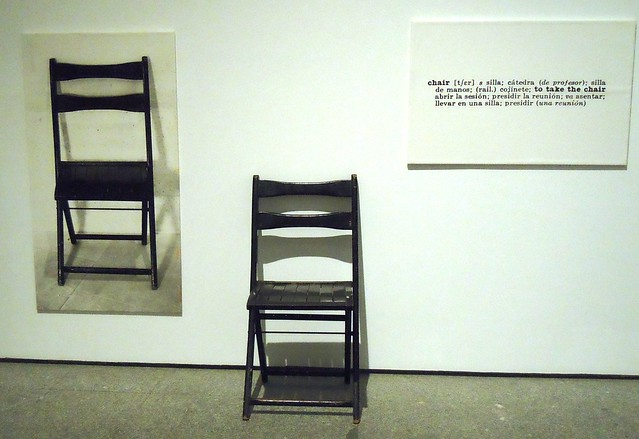 chair [tʃɛr] s silla; cátedra (de profesor); silla
de manos; (rail.) cojinete; to take the chair
abrir la sesión; presidir la reunión; va asentar;
llevar en una silla; presidir (una reunión)